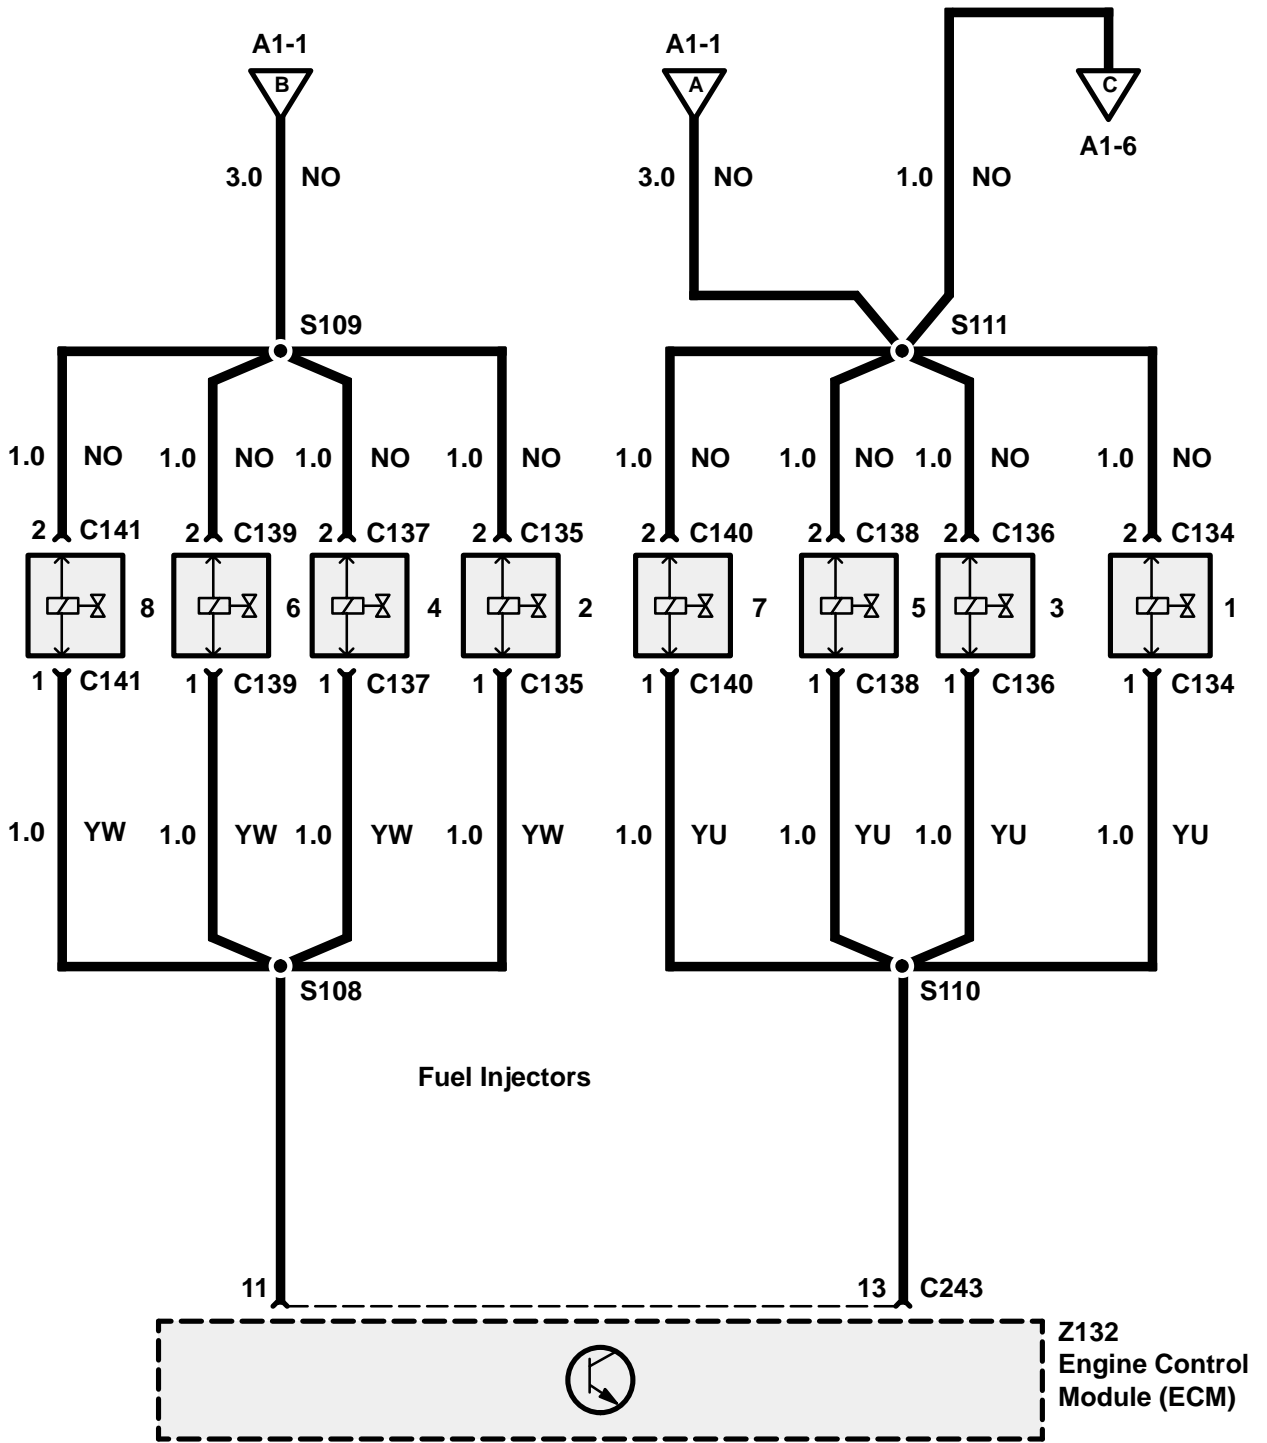 A1-1 A1-1
B A C
A1-6
3.0 NO 3.0 NO 1.0 NO
S109 S111
1.0 NO 1.0 NO 1.0 NO 1.0 NO 1.0 NO 1.0 NO 1.0 NO 1.0 NO
2 C141 2 C139 2 C137 2 C135 2 C140 2 C138 2 C136 2 C134
8 6 4 2 7 5 3 1
1 C141 1 C139 1 C137 1 C135 1 C140 1 C138 1 C136 1 C134
1.0 YW 1.0 YW 1.0 YW 1.0 YW 1.0 YU 1.0 YU 1.0 YU 1.0 YU
S108 S110
Fuel Injectors
11 13 C243
Z132
Engine Control
Module (ECM)